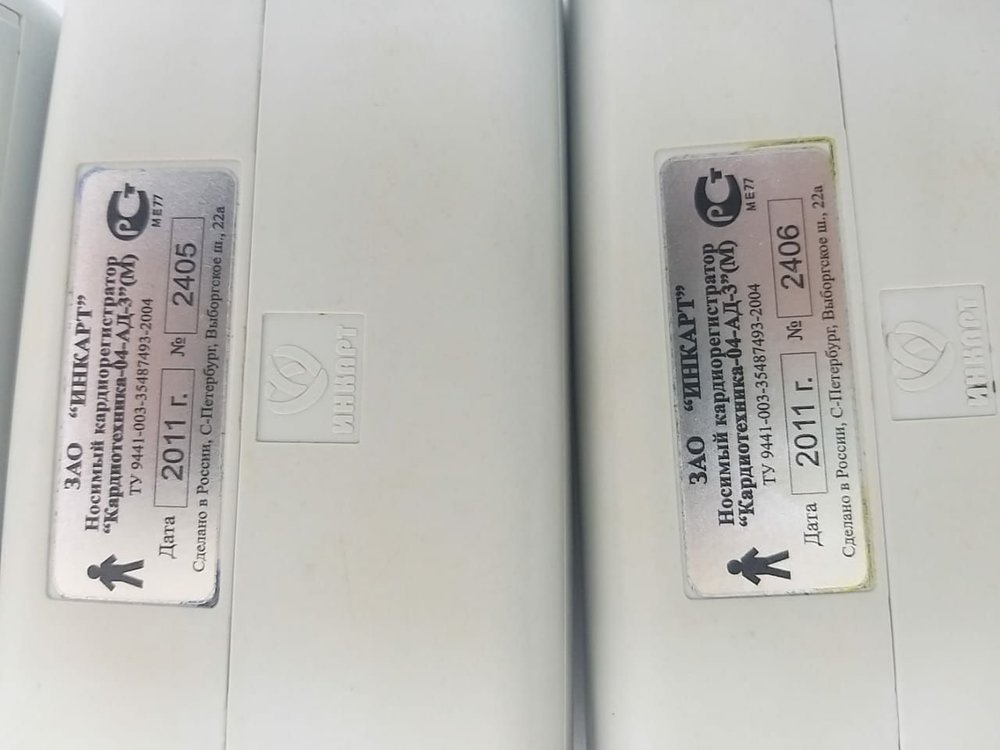 ЗАО "ИНКАРТ"
Носимый кардиорегистратор
"Кардиотехника-04-АД-3"(М)
ТУ 9441-003-35487493-2004
РСТ
МЕ77
Дата 2011 г. № 2405
Сделано в России, С-Петербург, Выборгское ш., 22а
ИНКАРТ
ЗАО "ИНКАРТ"
Носимый кардиорегистратор
"Кардиотехника-04-АД-3"(М)
ТУ 9441-003-35487493-2004
РСТ
МЕ77
Дата 2011 г. № 2406
Сделано в России, С-Петербург, Выборгское ш., 22а
ИНКАРТ